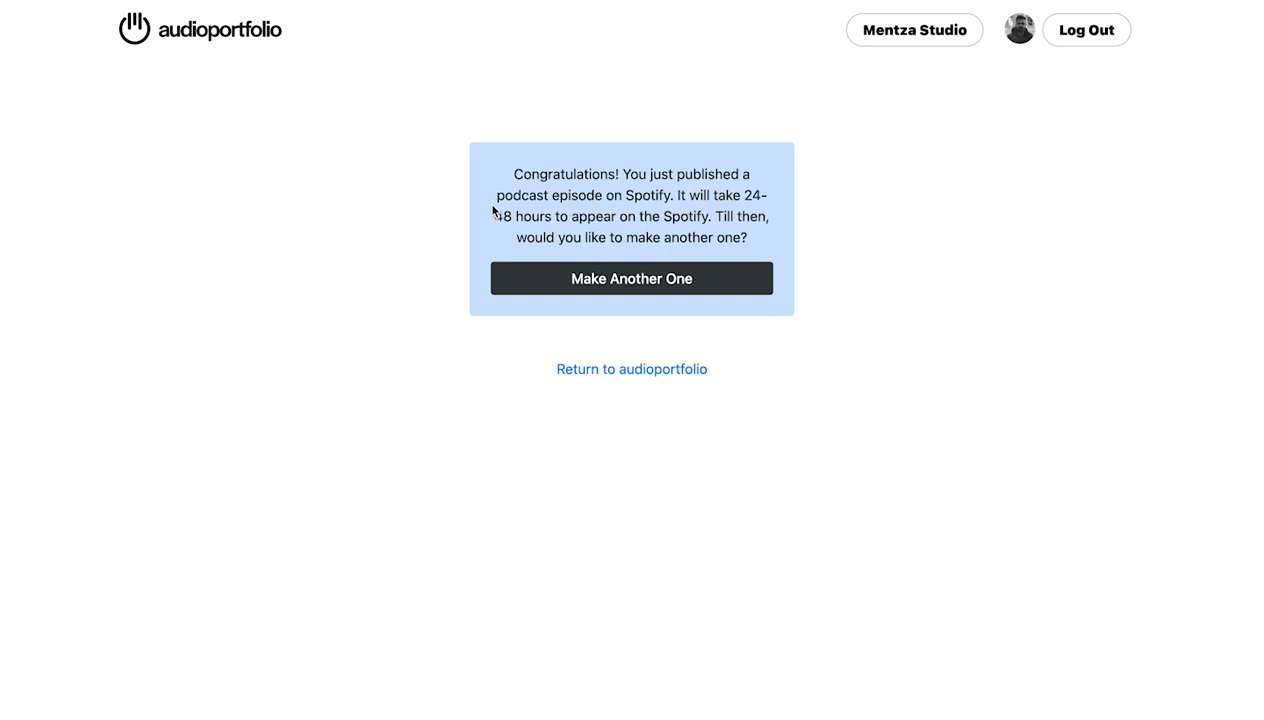 audioportfolio
Mentza Studio
Log Out
Congratulations! You just published a
podcast episode on Spotify. It will take 24-
48 hours to appear on the Spotify. Till then,
would you like to make another one?
Make Another One
Return to audioportfolio